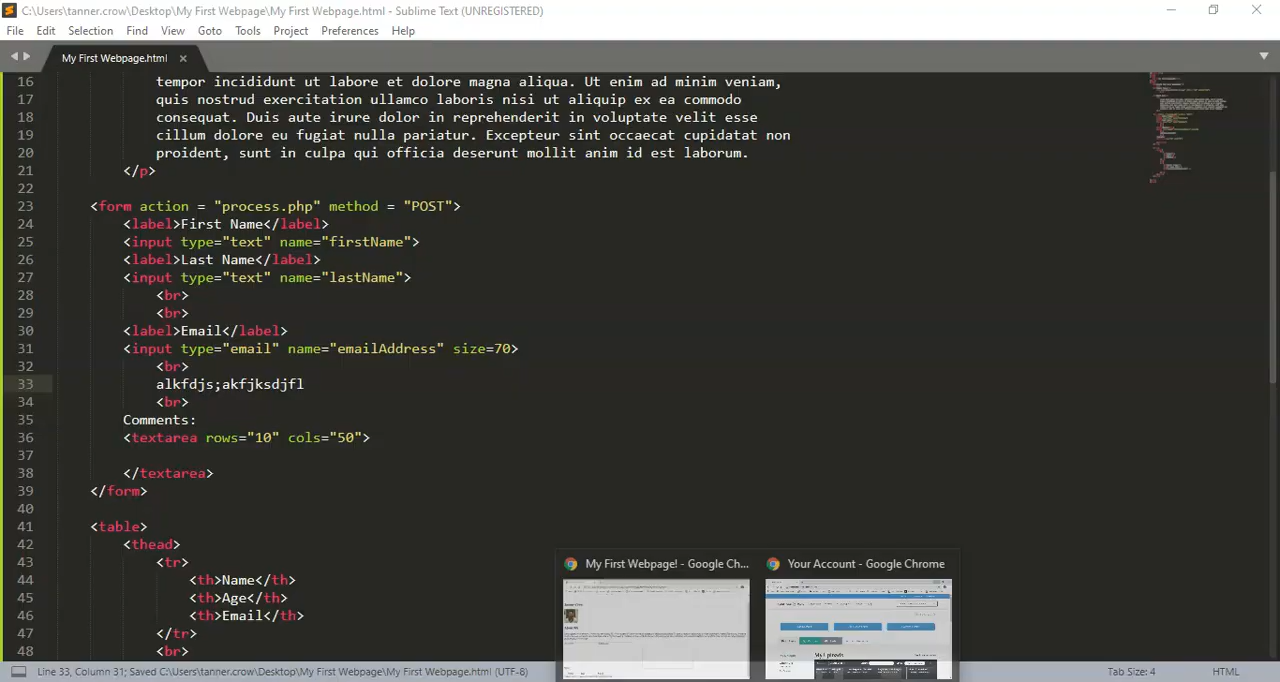 C:\Users\tanner.crow\Desktop\My First Webpage\My First Webpage.html - Sublime Text (UNREGISTERED)
File Edit Selection Find View Goto Tools Project Preferences Help
My First Webpage.html
16 tempor incididunt ut labore et dolore magna aliqua. Ut enim ad minim veniam,
17 quis nostrud exercitation ullamco laboris nisi ut aliquip ex ea commodo
18 consequat. Duis aute irure dolor in reprehenderit in voluptate velit esse
19 cillum dolore eu fugiat nulla pariatur. Excepteur sint occaecat cupidatat non
20 proident, sunt in culpa qui officia deserunt mollit anim id est laborum.
21 </p>
22
23 <form action = "process.php" method = "POST">
24 <label>First Name</label>
25 <input type="text" name="firstName">
26 <label>Last Name</label>
27 <input type="text" name="lastName">
28 <br>
29 <br>
30 <label>Email</label>
31 <input type="email" name="emailAddress" size=70>
32 <br>
33 alkfdjs;akfjksdjfl
34 <br>
35 Comments:
36 <textarea rows="10" cols="50">
37
38 </textarea>
39 </form>
40
41 <table>
42 <thead>
43 <tr>
44 <th>Name</th>
45 <th>Age</th>
46 <th>Email</th>
47 </tr>
48 <br>
My First Webpage! - Google Ch... Your Account - Google Chrome
My Uploads
Line 33, Column 31; Saved C:\Users\tanner.crow\Desktop\My First Webpage\My First Webpage.html (UTF-8) Tab Size: 4 HTML